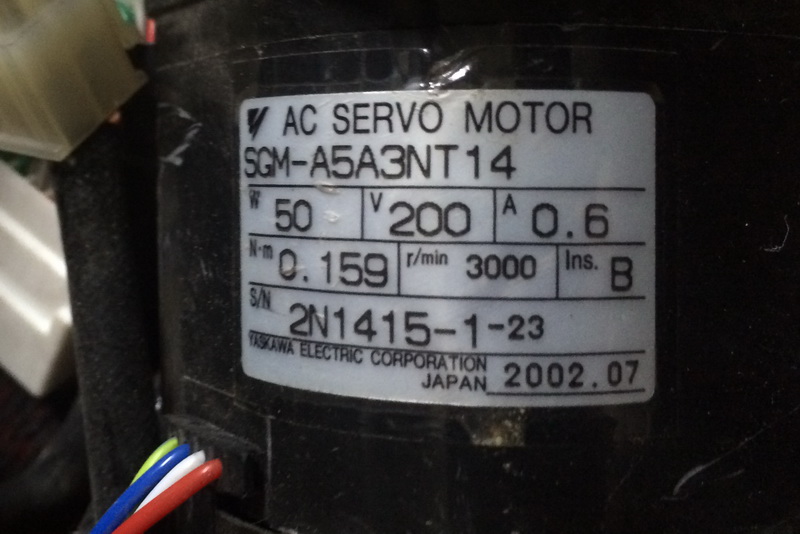 AC SERVO MOTOR
SGM-A5A3NT14
W 50 V 200 A 0.6
N·m 0.159 r/min 3000 Ins. B
S/N 2N1415-1-23
YASKAWA ELECTRIC CORPORATION
JAPAN 2002.07